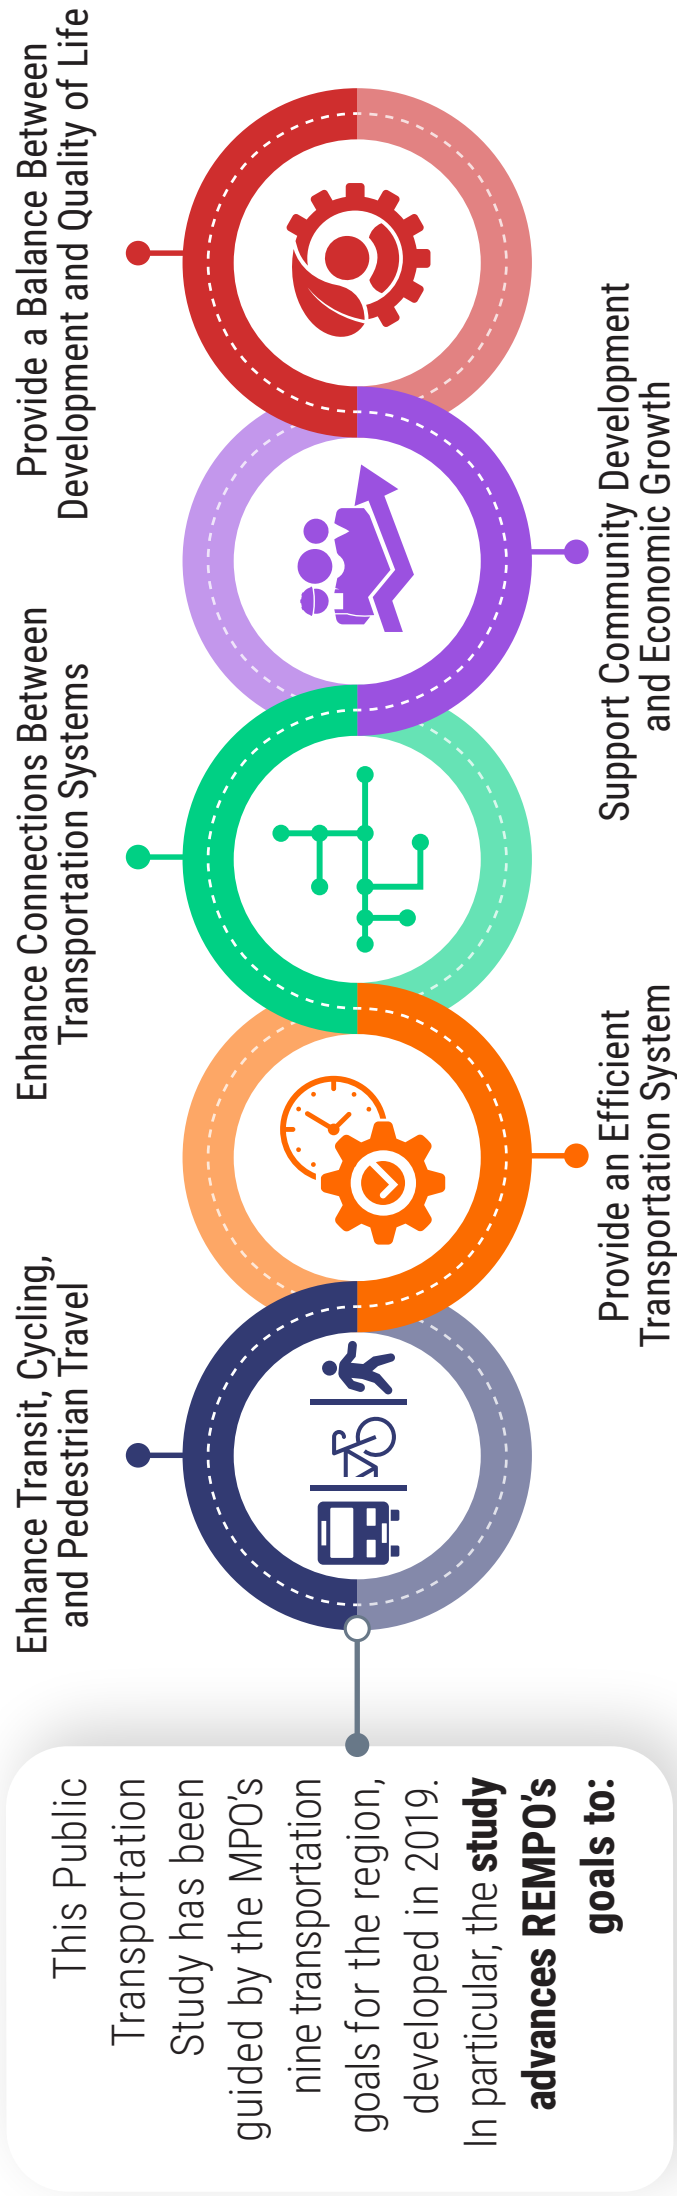 This Public
Transportation
Study has been
guided by the MPO's
nine transportation
goals for the region,
developed in 2019.
In particular, the study
advances REMPO's
goals to:
Enhance Transit, Cycling,
and Pedestrian Travel
Provide an Efficient
Transportation System
Enhance Connections Between
Transportation Systems
Support Community Development
and Economic Growth
Provide a Balance Between
Development and Quality of Life